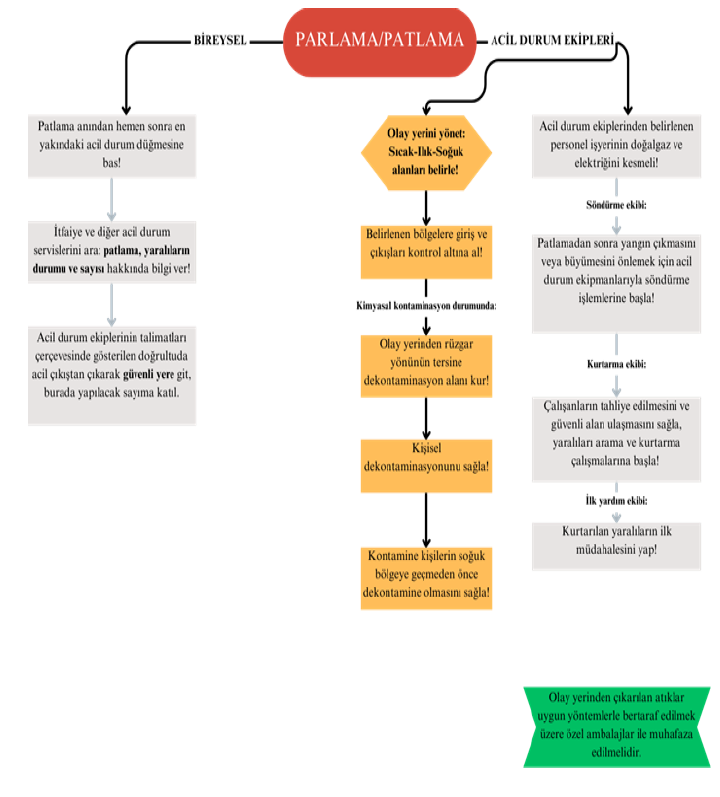 PARLAMA/PATLAMA
BİREYSEL
ACİL DURUM EKİPLERİ
Patlama anından hemen sonra en
yakındaki acil durum düğmesine
bas!
İtfaiye ve diğer acil durum
servislerini ara: patlama, yaralıların
durumu ve sayısı hakkında bilgi ver!
Acil durum ekiplerinin talimatları
çerçevesinde gösterilen doğrultuda
acil çıkıştan çıkarak güvenli yere git,
burada yapılacak sayıma katıl.
Olay yerini yönet:
Sıcak-Ilık-Soğuk
alanları belirle!
Belirlenen bölgelere giriş ve
çıkışları kontrol altına al!
Kimyasal kontaminasyon durumunda:
Olay yerinden rüzgar
yönünün tersine
dekontaminasyon alanı kur!
Kişisel
dekontaminasyonunu sağla!
Kontamine kişilerin soğuk
bölgeye geçmeden önce
dekontamine olmasını sağla!
Acil durum ekiplerinden belirlenen
personel işyerinin doğalgaz ve
elektriğini kesmeli!
Söndürme ekibi:
Patlamadan sonra yangın çıkmasını
veya büyümesini önlemek için acil
durum ekipmanlarıyla söndürme
işlemlerine başla!
Kurtarma ekibi:
Çalışanların tahliye edilmesini ve
güvenli alan ulaşmasını sağla,
yaralıları arama ve kurtarma
çalışmalarına başla!
İlk yardım ekibi:
Kurtarılan yaralıların ilk
müdahalesini yap!
Olay yerinden çıkarılan atıklar
uygun yöntemlerle bertaraf edilmek
üzere özel ambalajlar ile muhafaza
edilmelidir.